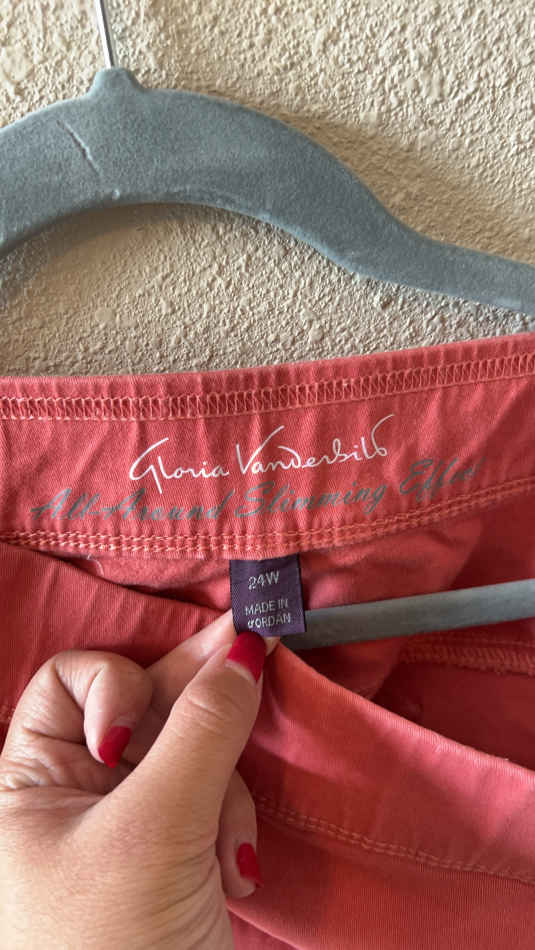 Gloria Vanderbilt
All-Around Slimming Effect
24W
MADE IN
JORDAN